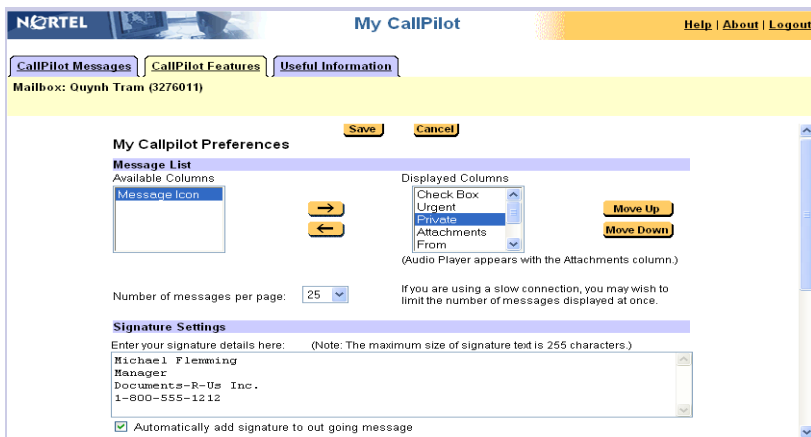 NORTEL
My CallPilot
Help | About | Logout
CallPilot Messages
CallPilot Features
Useful Information
Mailbox: Quynh Tram (3276011)
Save
Cancel
My Callpilot Preferences
Message List
Available Columns
Displayed Columns
Message Icon
Check Box
Urgent
Private
Attachments
From
Move Up
Move Down
(Audio Player appears with the Attachments column.)
Number of messages per page:
25
If you are using a slow connection, you may wish to
limit the number of messages displayed at once.
Signature Settings
Enter your signature details here:
(Note: The maximum size of signature text is 255 characters.)
Michael Flemming
Manager
Documents-R-Us Inc.
1-800-555-1212
Automatically add signature to out going message